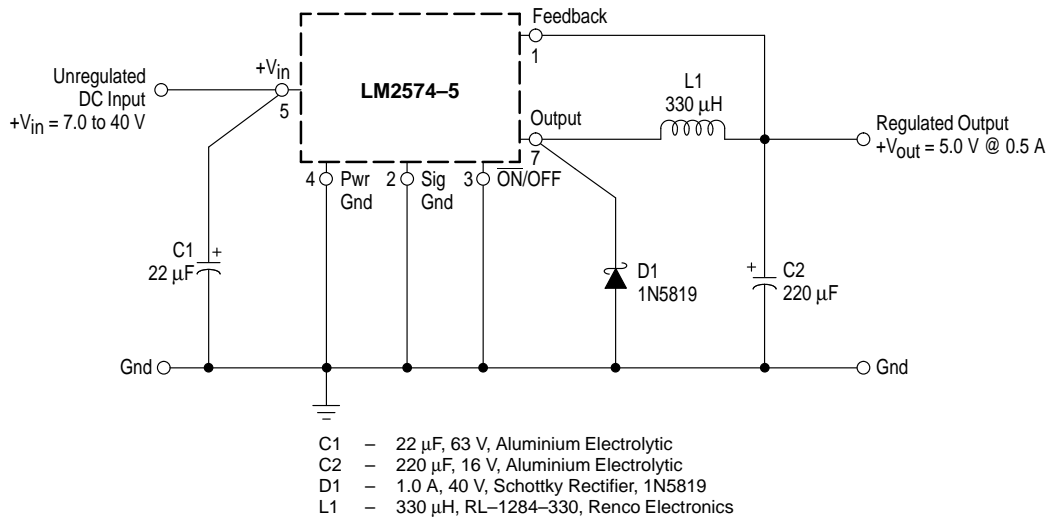 Feedback
1
Unregulated
DC Input
+Vin = 7.0 to 40 V
+Vin
5
LM2574–5
L1
330 µH
Output
7
Regulated Output
+Vout = 5.0 V @ 0.5 A
4 Pwr
Gnd
2 Sig
Gnd
3 ON/OFF
C1
22 µF
+
D1
1N5819
+
C2
220 µF
Gnd
Gnd
C1 – 22 µF, 63 V, Aluminium Electrolytic
C2 – 220 µF, 16 V, Aluminium Electrolytic
D1 – 1.0 A, 40 V, Schottky Rectifier, 1N5819
L1 – 330 µH, RL–1284–330, Renco Electronics